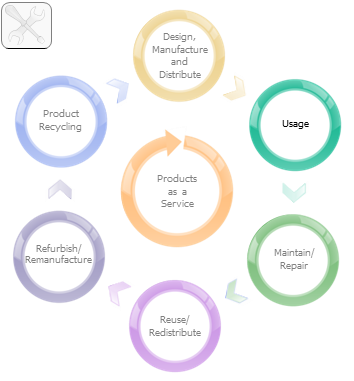 Design,
Manufacture
and
Distribute
Usage
Maintain/
Repair
Reuse/
Redistribute
Refurbish/
Remanufacture
Product
Recycling
Products
as a
Service